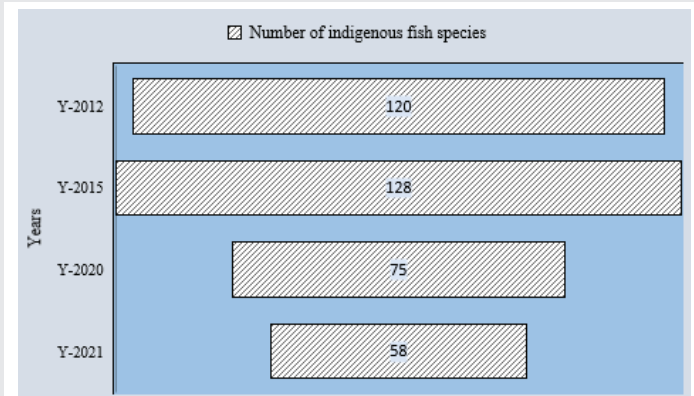 Number of indigenous fish species
Y-2012
120
Y-2015
128
Years
Y-2020
75
Y-2021
58